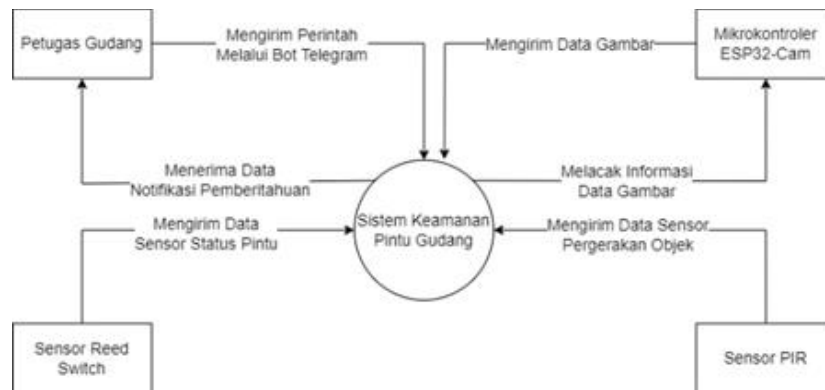 Petugas Gudang
Mengirim Perintah
Melalui Bot Telegram
Mengirim Data Gambar
Mikrokontroler
ESP32-Cam
Menerima Data
Notifikasi Pemberitahuan
Melacak Informasi
Data Gambar
Sistem Keamanan
Pintu Gudang
Mengirim Data
Sensor Status Pintu
Mengirim Data Sensor
Pergerakan Objek
Sensor Reed
Switch
Sensor PIR